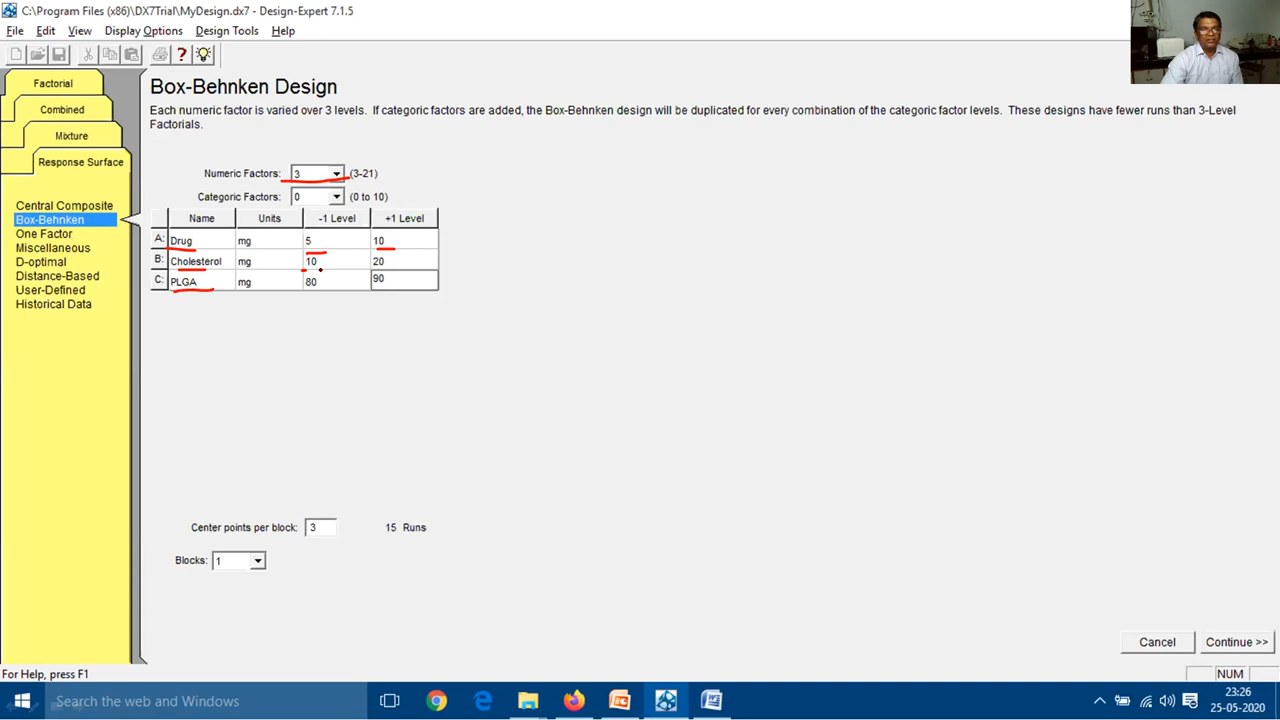 C:\Program Files (x86)\DX7Trial\MyDesign.dx7 - Design-Expert 7.1.5
File Edit View Display Options Design Tools Help
Factorial
Combined
Mixture
Response Surface
Central Composite
Box-Behnken
One Factor
Miscellaneous
D-optimal
Distance-Based
User-Defined
Historical Data
Box-Behnken Design
Each numeric factor is varied over 3 levels. If categoric factors are added, the Box-Behnken design will be duplicated for every combination of the categoric factor levels. These designs have fewer runs than 3-Level
Factorials.
Numeric Factors: 3 (3-21)
Categoric Factors: 0 (0 to 10)
Name Units -1 Level +1 Level
A: Drug mg 5 10
B: Cholesterol mg 10 20
C: PLGA mg 80 90
Center points per block: 3 15 Runs
Blocks: 1
Cancel Continue >>
For Help, press F1 NUM
Search the web and Windows
23:26
25-05-2020